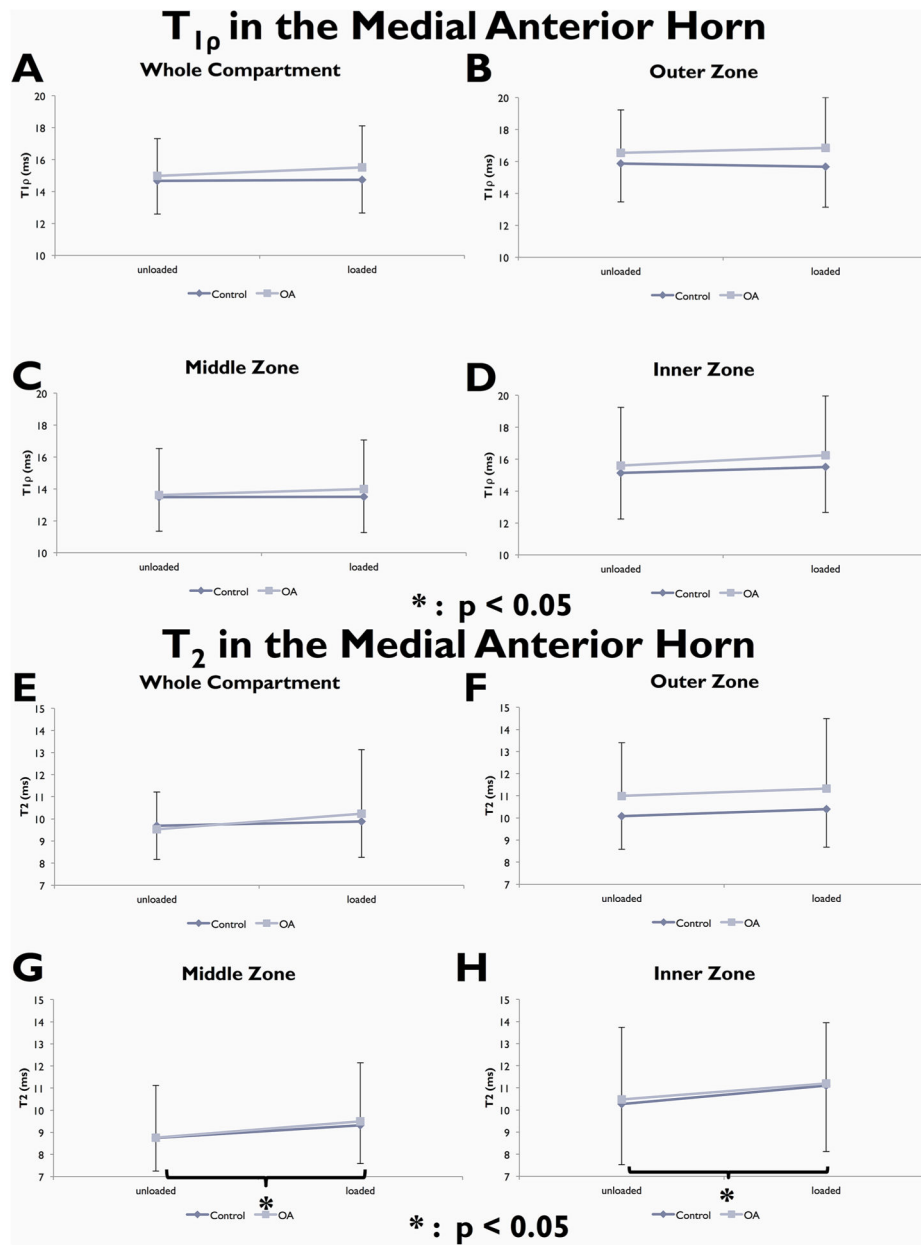 T1ρ in the Medial Anterior Horn
A
Whole Compartment
20
18
16
14
12
10
T1ρ (ms)
unloaded
loaded
Control
OA
B
Outer Zone
20
18
16
14
12
10
T1ρ (ms)
unloaded
loaded
Control
OA
C
Middle Zone
20
18
16
14
12
10
T1ρ (ms)
unloaded
loaded
Control
OA
D
Inner Zone
20
18
16
14
12
10
T1ρ (ms)
unloaded
loaded
Control
OA
* : p < 0.05
T2 in the Medial Anterior Horn
E
Whole Compartment
15
14
13
12
11
10
9
8
7
T2 (ms)
unloaded
loaded
Control
OA
F
Outer Zone
15
14
13
12
11
10
9
8
7
T2 (ms)
unloaded
loaded
Control
OA
G
Middle Zone
15
14
13
12
11
10
9
8
7
T2 (ms)
unloaded
loaded
*
Control
OA
H
Inner Zone
15
14
13
12
11
10
9
8
7
T2 (ms)
unloaded
loaded
*
Control
OA
* : p < 0.05